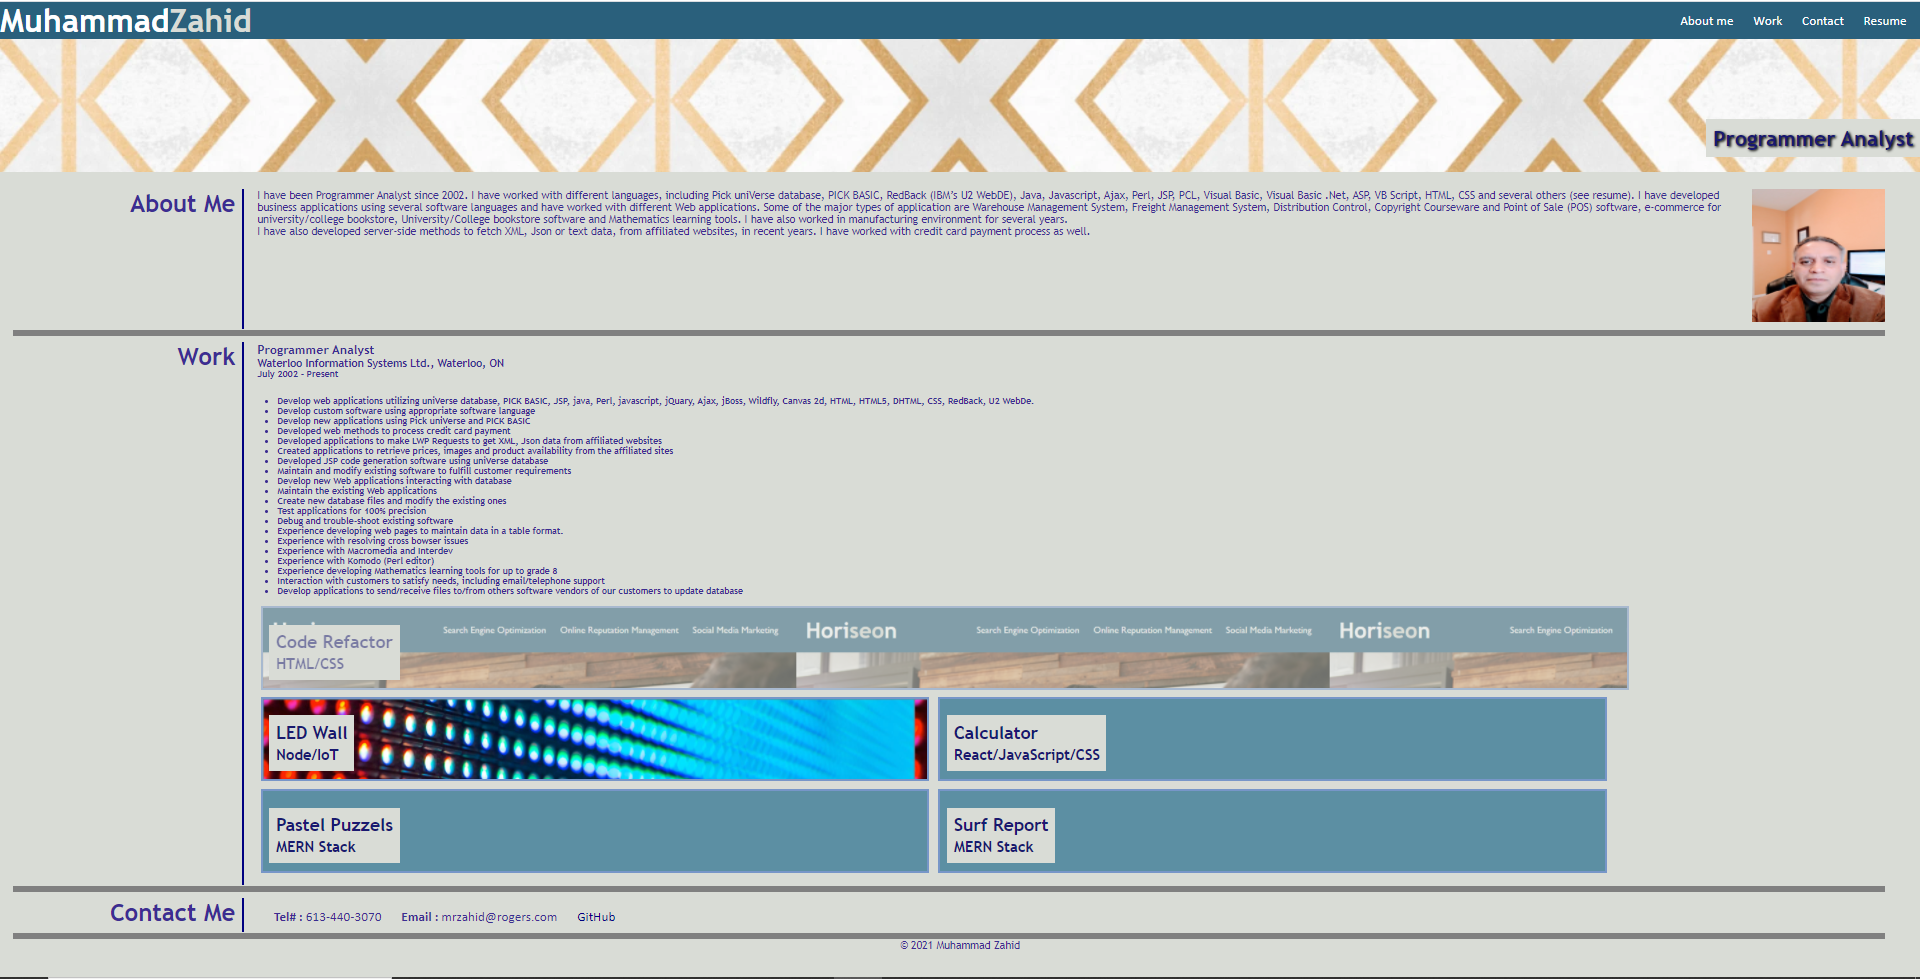 MuhammadZahid
About me Work Contact Resume
Programmer Analyst
About Me
I have been Programmer Analyst since 2002. I have worked with different languages, including Pick uniVerse database, PICK BASIC, RedBack (IBM's U2 WebDE), Java, Javascript, Ajax, Perl, JSP, PCL, Visual Basic, Visual Basic .Net, ASP, VB Script, HTML, CSS and several others (see resume). I have developed
business applications using several software languages and have worked with different Web applications. Some of the major types of application are Warehouse Management System, Freight Management System, Distribution Control, Copyright Courseware and Point of Sale (POS) software, e-commerce for
university/college bookstore, University/College bookstore software and Mathematics learning tools. I have also worked in manufacturing environment for several years.
I have also developed server-side methods to fetch XML, Json or text data, from affiliated websites, in recent years. I have worked with credit card payment process as well.
Work
Programmer Analyst
Waterloo Information Systems Ltd., Waterloo, ON
July 2002 - Present
• Develop web applications utilizing uniVerse database, PICK BASIC, JSP, java, Perl, javascript, jQuary, Ajax, jBoss, Wildfly, Canvas 2d, HTML, HTML5, DHTML, CSS, RedBack, U2 WebDe.
• Develop custom software using appropriate software language
• Develop new applications using Pick uniVerse and PICK BASIC
• Developed web methods to process credit card payment
• Developed applications to make LWP Requests to get XML, Json data from affiliated websites
• Created applications to retrieve prices, images and product availability from the affiliated sites
• Developed JSP code generation software using uniVerse database
• Maintain and modify existing software to fulfill customer requirements
• Develop new Web applications interacting with database
• Maintain the existing Web applications
• Create new database files and modify the existing ones
• Test applications for 100% precision
• Debug and trouble-shoot existing software
• Experience developing web pages to maintain data in a table format.
• Experience with resolving cross bowser issues
• Experience with Macromedia and Interdev
• Experience with Komodo (Perl editor)
• Experience developing Mathematics learning tools for up to grade 8
• Interaction with customers to satisfy needs, including email/telephone support
• Develop applications to send/receive files to/from others software vendors of our customers to update database
Search Engine Optimization Online Reputation Management Social Media Marketing Horiseon Search Engine Optimization Online Reputation Management Social Media Marketing Horiseon Search Engine Optimization
Code Refactor
HTML/CSS
LED Wall
Node/IoT
Calculator
React/JavaScript/CSS
Pastel Puzzels
MERN Stack
Surf Report
MERN Stack
Contact Me
Tel# : 613-440-3070 Email : mrzahid@rogers.com GitHub
© 2021 Muhammad Zahid